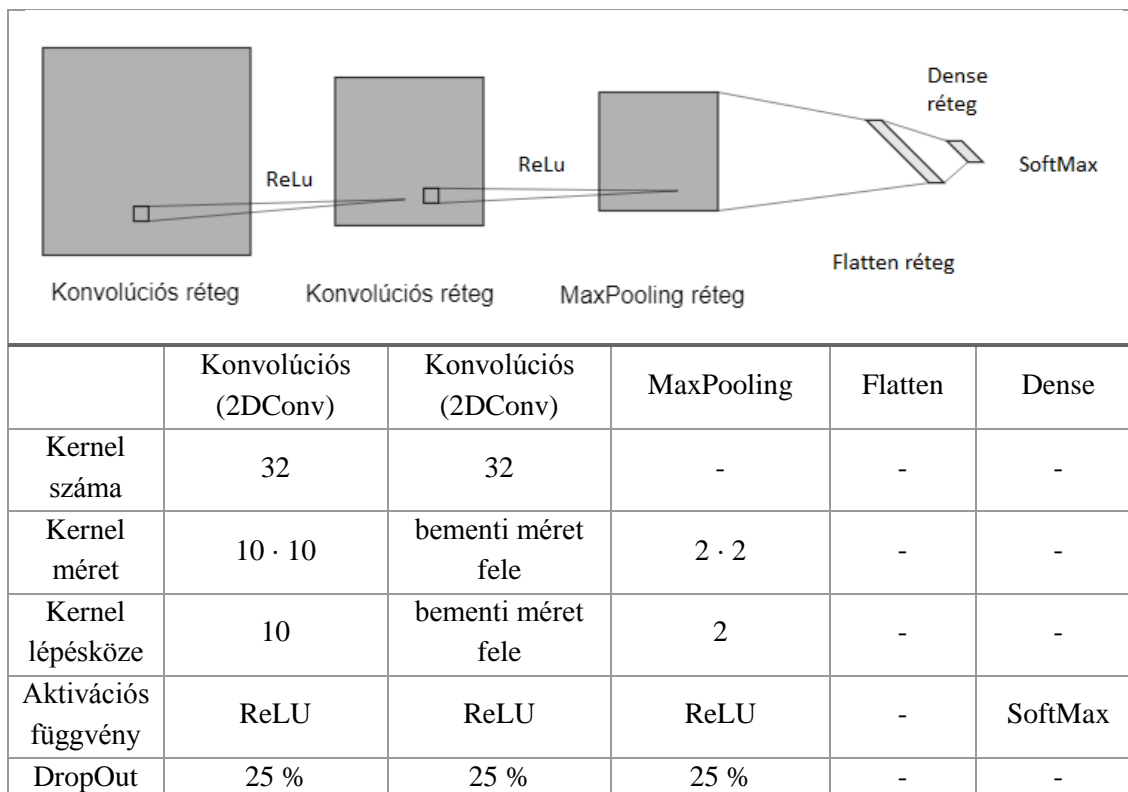 Dense
réteg
ReLu
ReLu
SoftMax
Flatten réteg
Konvolúciós réteg
Konvolúciós réteg
MaxPooling réteg
Konvolúciós (2DConv)
Konvolúciós (2DConv)
MaxPooling
Flatten
Dense
Kernel száma
32
32
-
-
-
Kernel méret
10 · 10
bementi méret fele
2 · 2
-
-
Kernel lépésköze
10
bementi méret fele
2
-
-
Aktivációs függvény
ReLU
ReLU
ReLU
-
SoftMax
DropOut
25 %
25 %
25 %
-
-